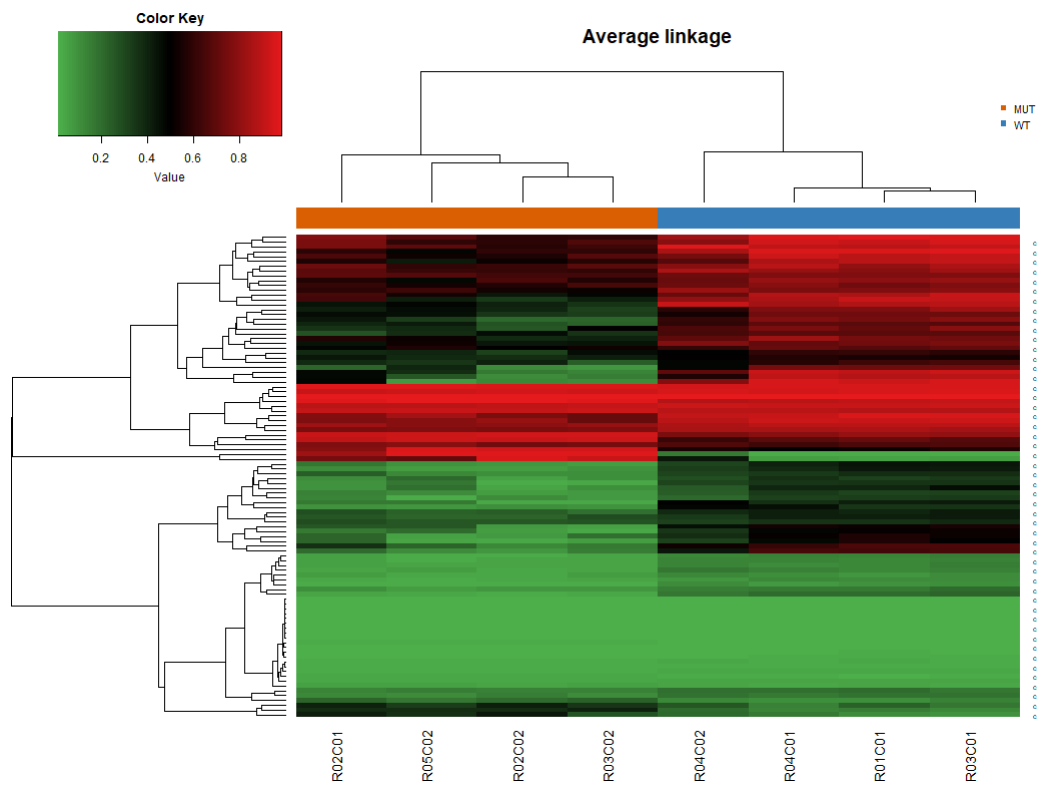 Color Key
0.2 0.4 0.6 0.8
Value
Average linkage
MUT
WT
R02C01 R05C02 R02C02 R03C02 R04C02 R04C01 R01C01 R03C01